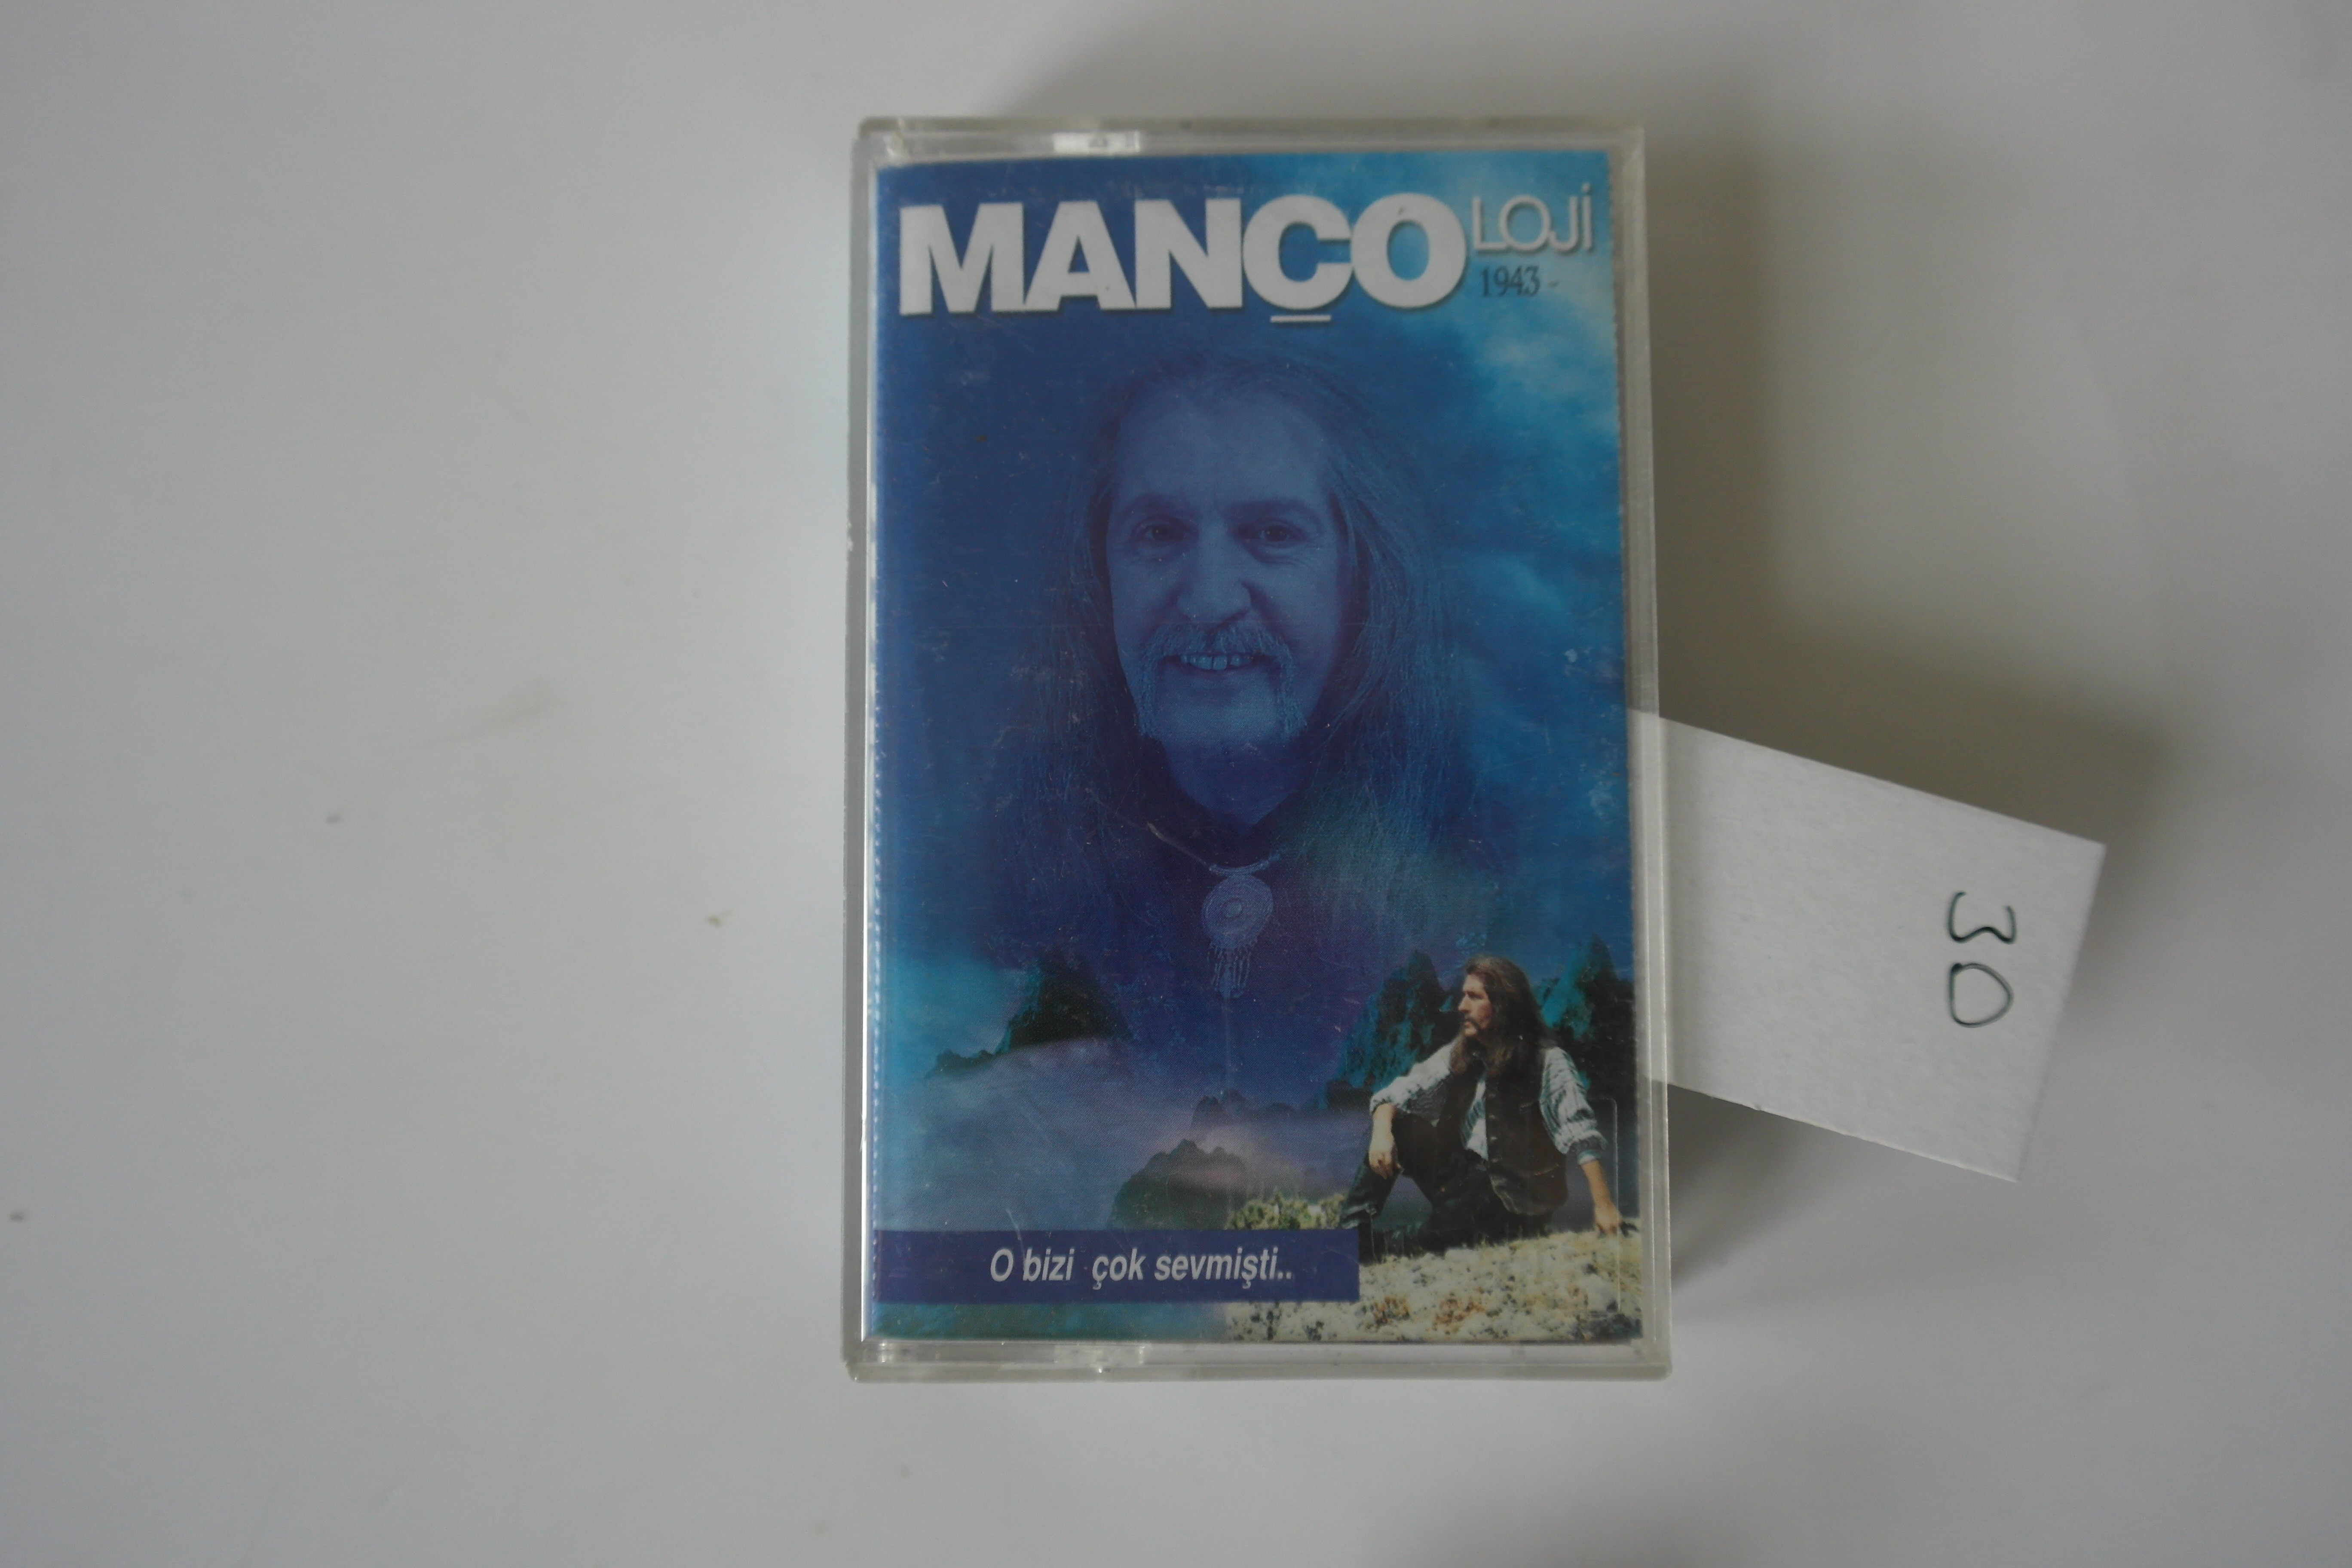 MANÇO LOJİ
1943 -
O bizi çok sevmişti..
30